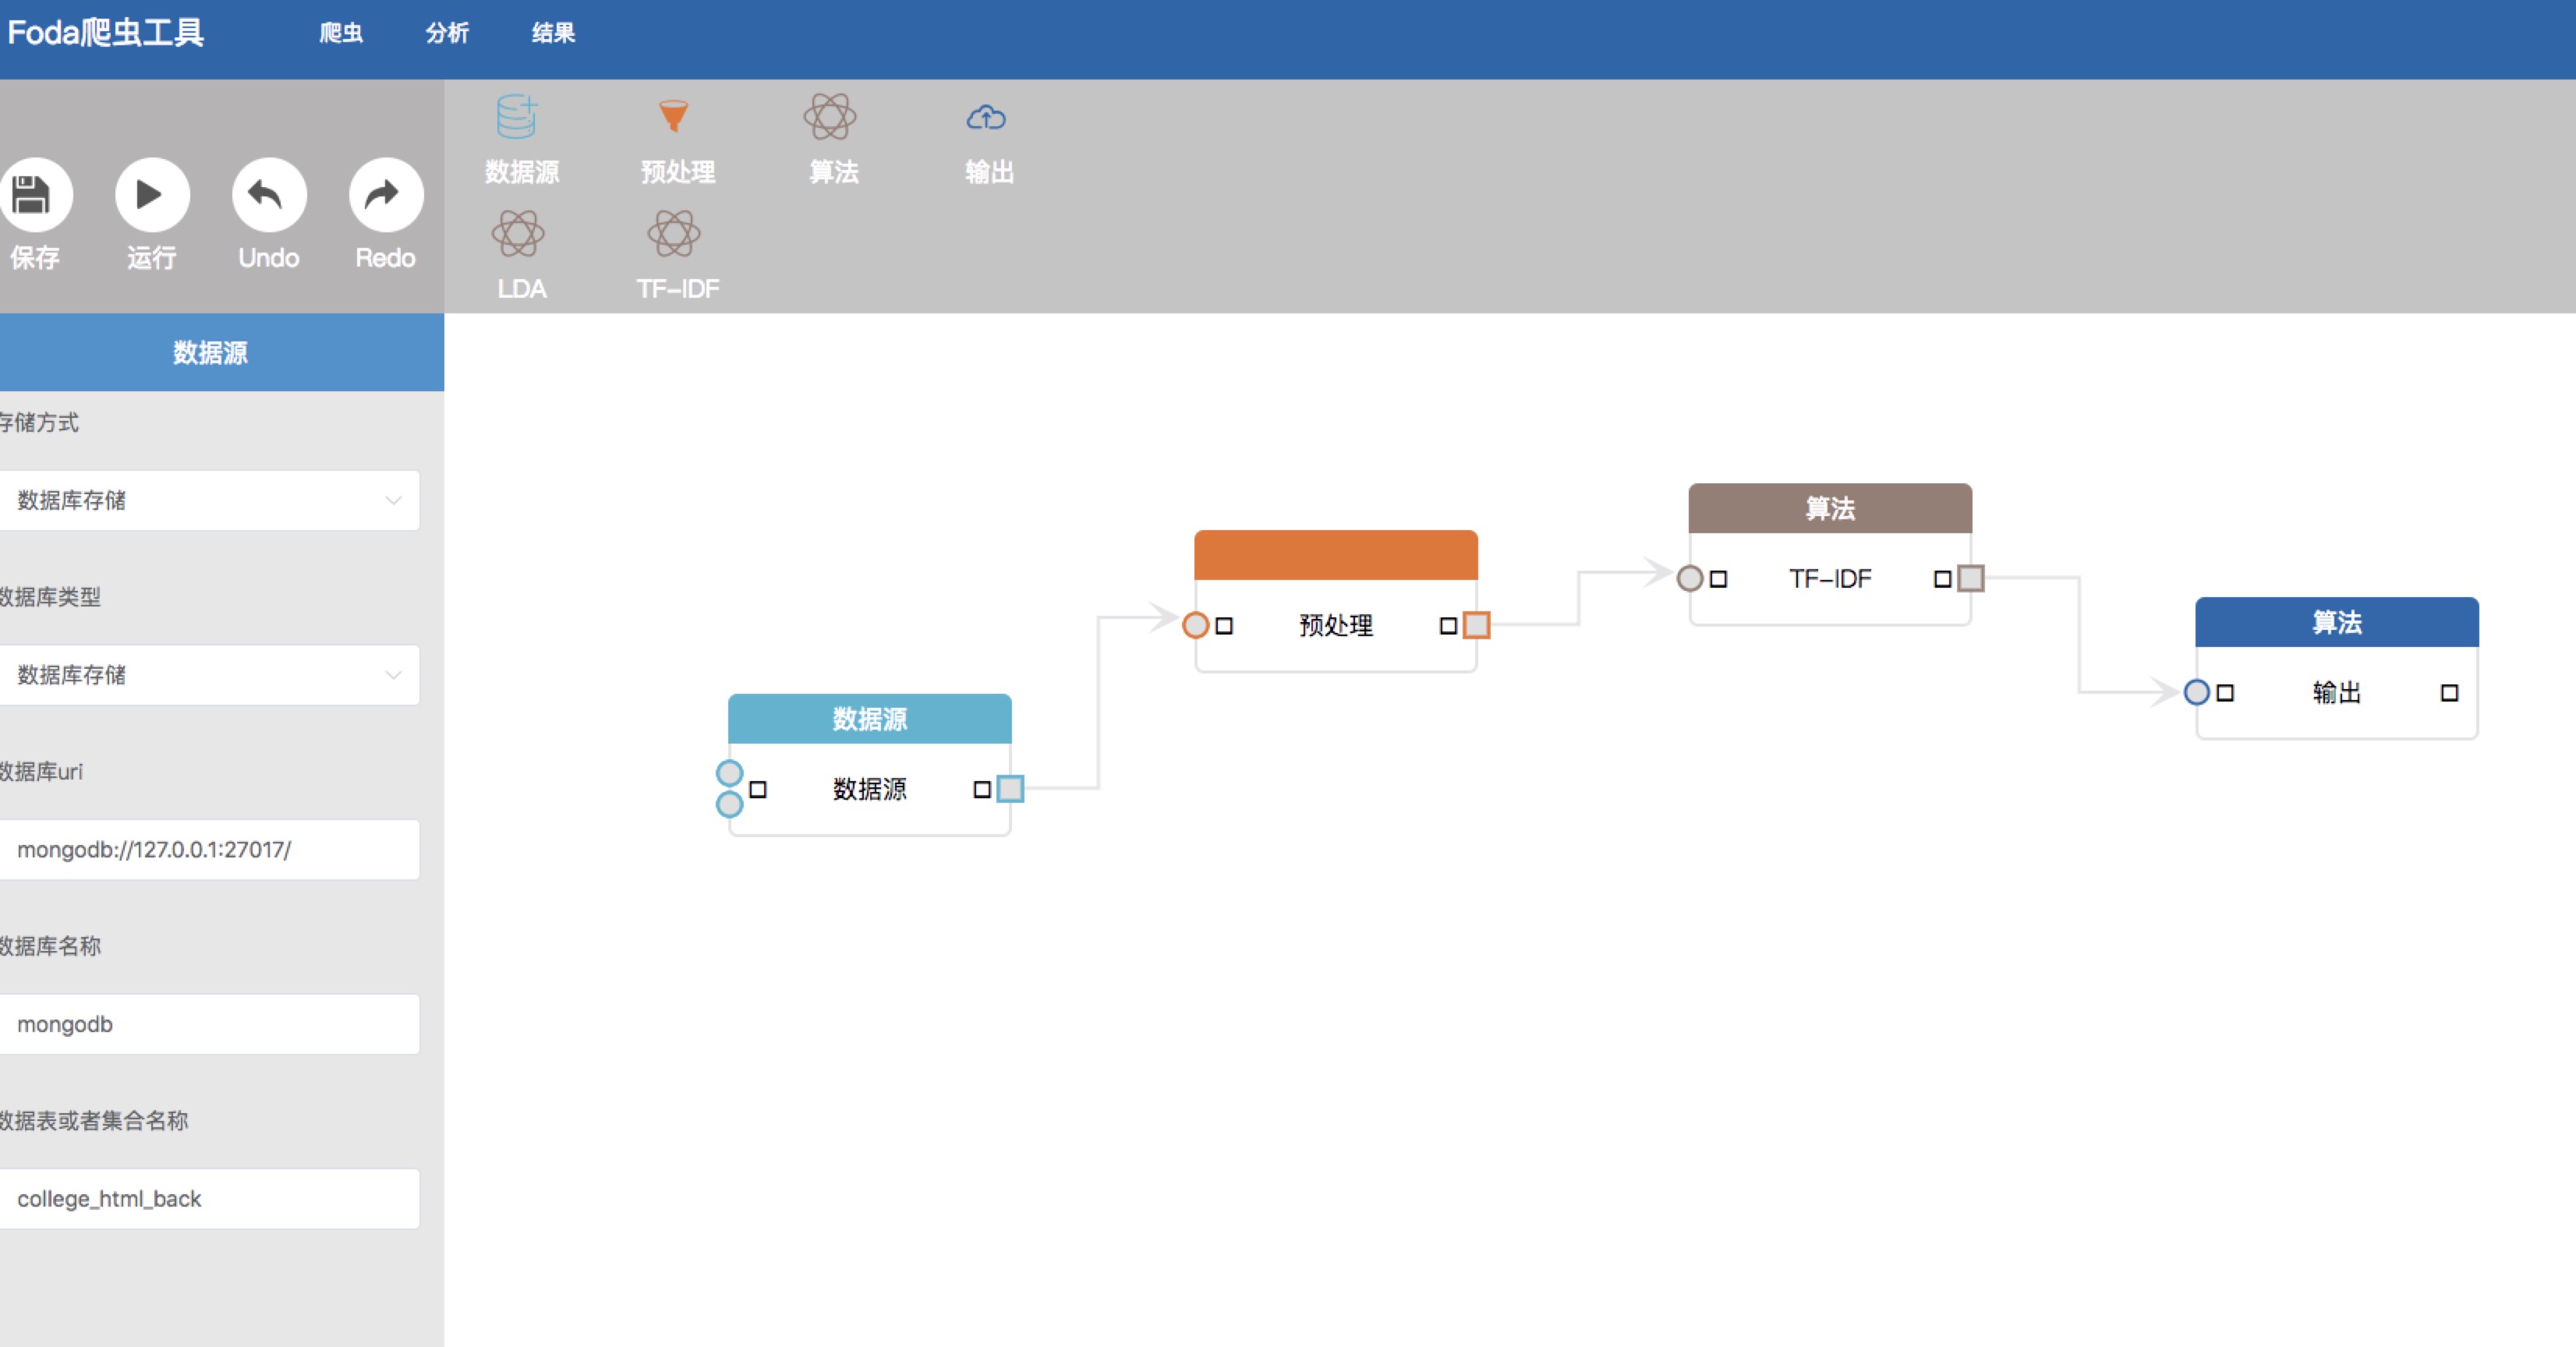 Foda爬虫工具 爬虫 分析 结果
数据源 预处理 算法 输出
保存 运行 Undo Redo
LDA TF-IDF
数据源
存储方式
数据库存储
数据库类型
数据库存储
数据库uri
mongodb://127.0.0.1:27017/
数据库名称
mongodb
数据表或者集合名称
college_html_back
数据源
数据源
预处理
算法
TF-IDF
算法
输出